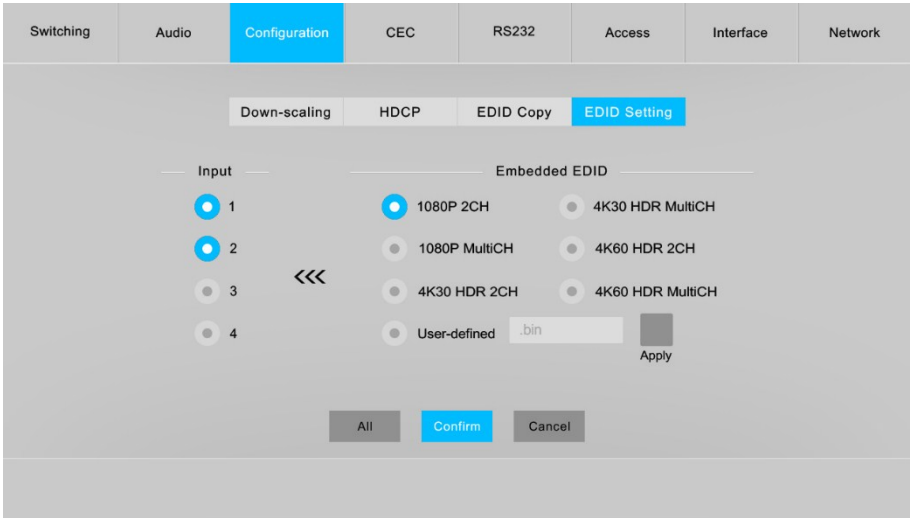 Switching Audio Configuration CEC RS232 Access Interface Network
Down-scaling HDCP EDID Copy EDID Setting
Input Embedded EDID
1 1080P 2CH 4K30 HDR MultiCH
2 1080P MultiCH 4K60 HDR 2CH
3 4K30 HDR 2CH 4K60 HDR MultiCH
4 User-defined .bin
Apply
All Confirm Cancel